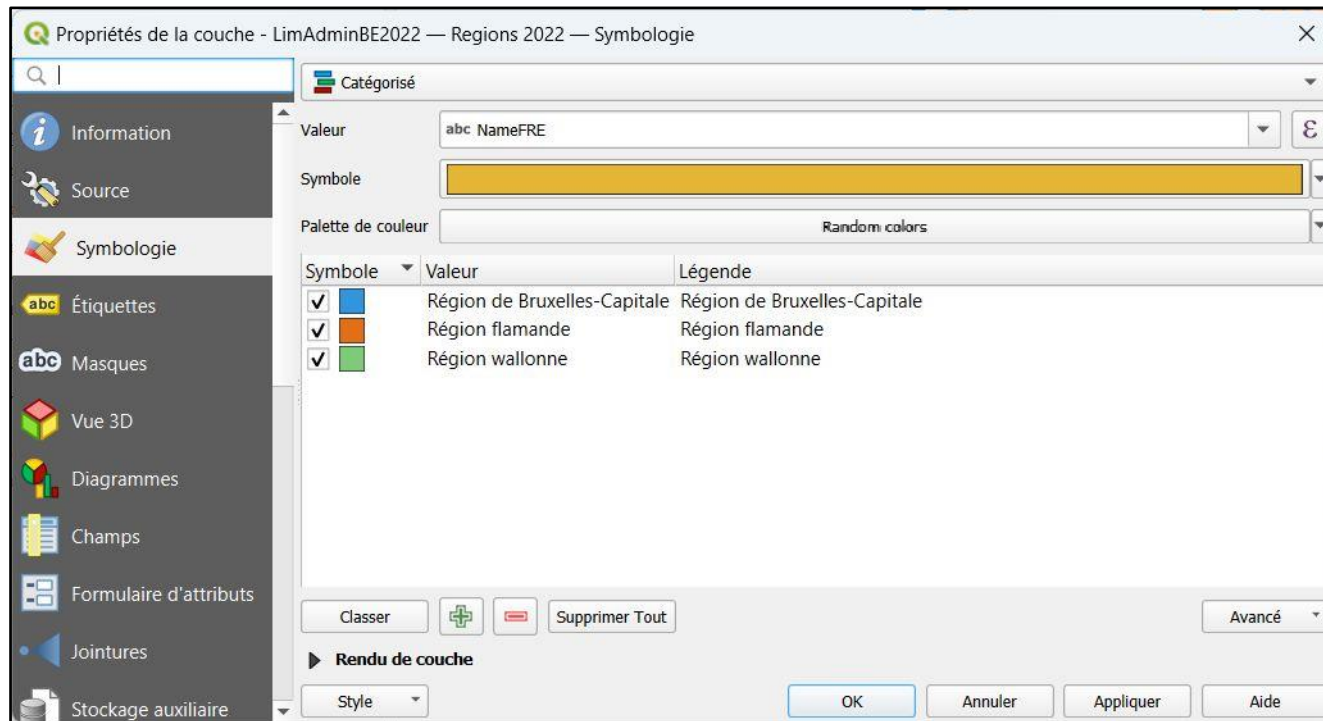 Propriétés de la couche - LimAdminBE2022 — Regions 2022 — Symbologie
Information
Source
Symbologie
abc Étiquettes
abc Masques
Vue 3D
Diagrammes
Champs
Formulaire d'attributs
Jointures
Stockage auxiliaire
Catégorisé
Valeur abc NameFRE ε
Symbole
Palette de couleur Random colors
Symbole Valeur Légende
Région de Bruxelles-Capitale Région de Bruxelles-Capitale
Région flamande Région flamande
Région wallonne Région wallonne
Classer Supprimer Tout Avancé
Rendu de couche
Style OK Annuler Appliquer Aide